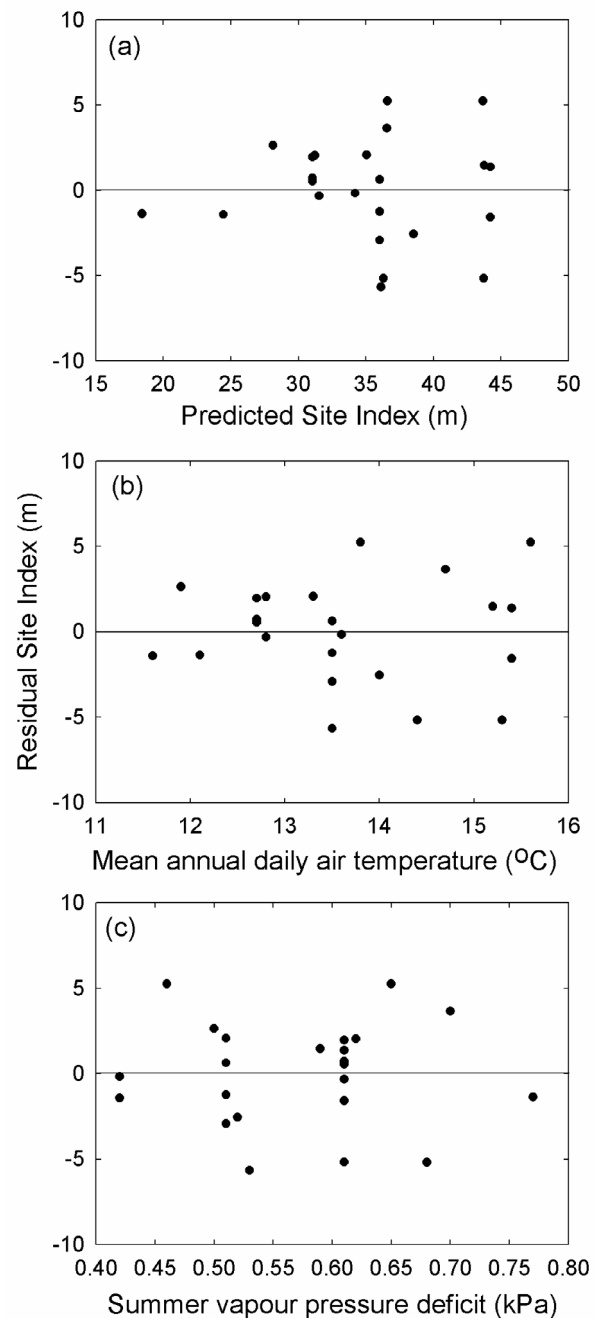 (a)
10
5
0
-5
-10
15 20 25 30 35 40 45 50
Predicted Site Index (m)
Residual Site Index (m)
(b)
10
5
0
-5
-10
11 12 13 14 15 16
Mean annual daily air temperature (ºC)
(c)
10
5
0
-5
-10
0.40 0.45 0.50 0.55 0.60 0.65 0.70 0.75 0.80
Summer vapour pressure deficit (kPa)